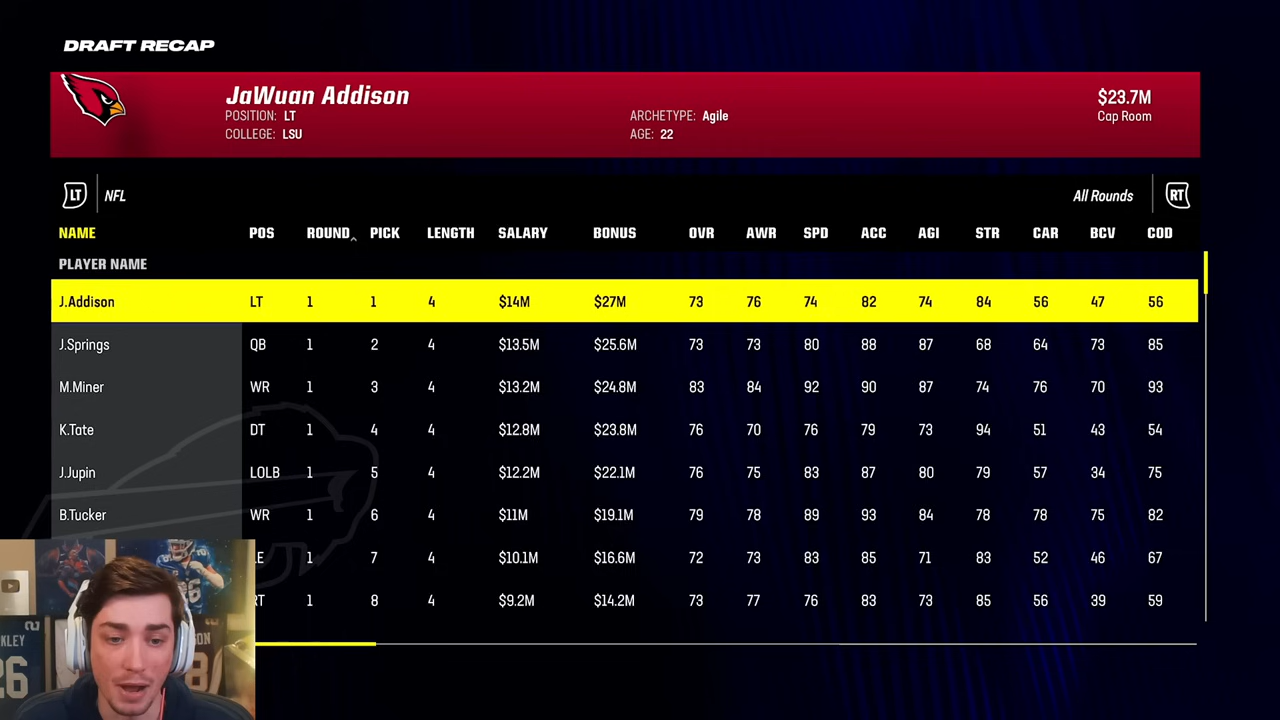 DRAFT RECAP
JaWuan Addison
POSITION: LT
COLLEGE: LSU
ARCHETYPE: Agile
AGE: 22
$23.7M
Cap Room
LT NFL All Rounds RT
NAME POS ROUND PICK LENGTH SALARY BONUS OVR AWR SPD ACC AGI STR CAR BCV COD
PLAYER NAME
J.Addison LT 1 1 4 $14M $27M 73 76 74 82 74 84 56 47 56
J.Springs QB 1 2 4 $13.5M $25.6M 73 73 80 88 87 68 64 73 85
M.Miner WR 1 3 4 $13.2M $24.8M 83 84 92 90 87 74 76 70 93
K.Tate DT 1 4 4 $12.8M $23.8M 76 70 76 79 73 94 51 43 54
J.Jupin LOLB 1 5 4 $12.2M $22.1M 76 75 83 87 80 79 57 34 75
B.Tucker WR 1 6 4 $11M $19.1M 79 78 89 93 84 78 78 75 82
1 7 4 $10.1M $16.6M 72 73 83 85 71 83 52 46 67
RT 1 8 4 $9.2M $14.2M 73 77 76 83 73 85 56 39 59
KLEY
26